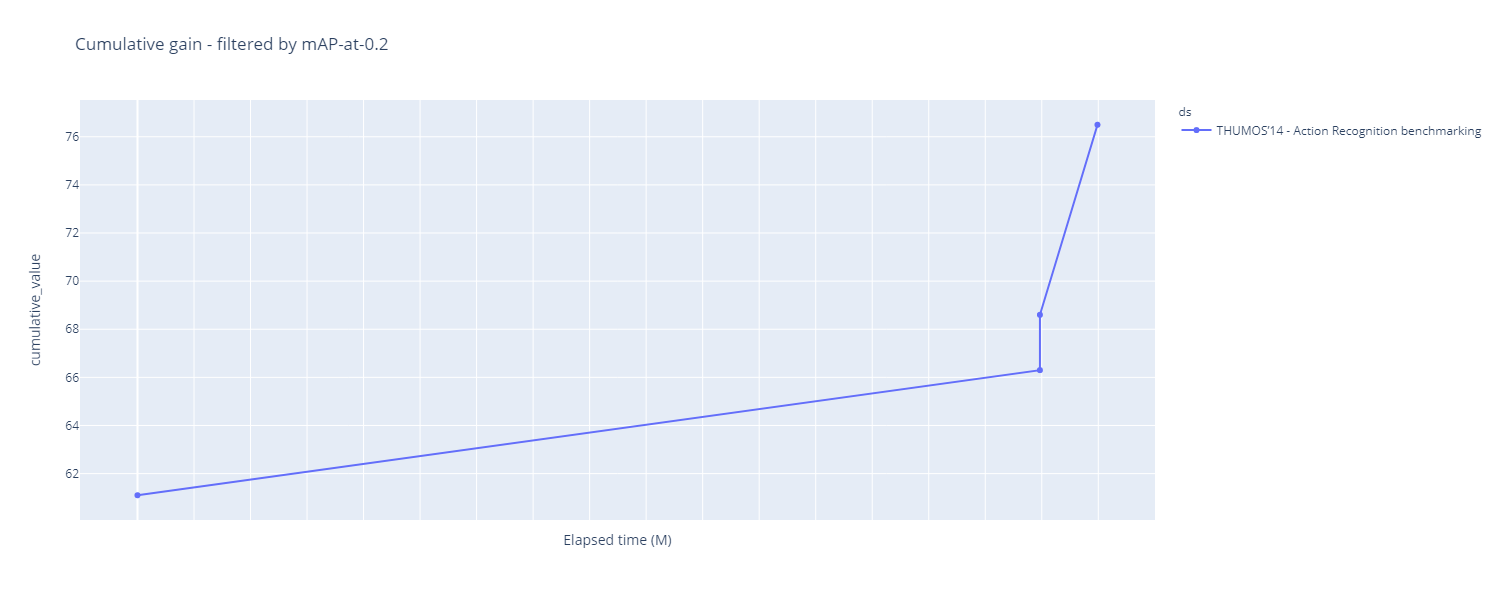 Cumulative gain - filtered by mAP-at-0.2
ds
THUMOS'14 - Action Recognition benchmarking
76
74
72
70
68
66
64
62
cumulative_value
Elapsed time (M)